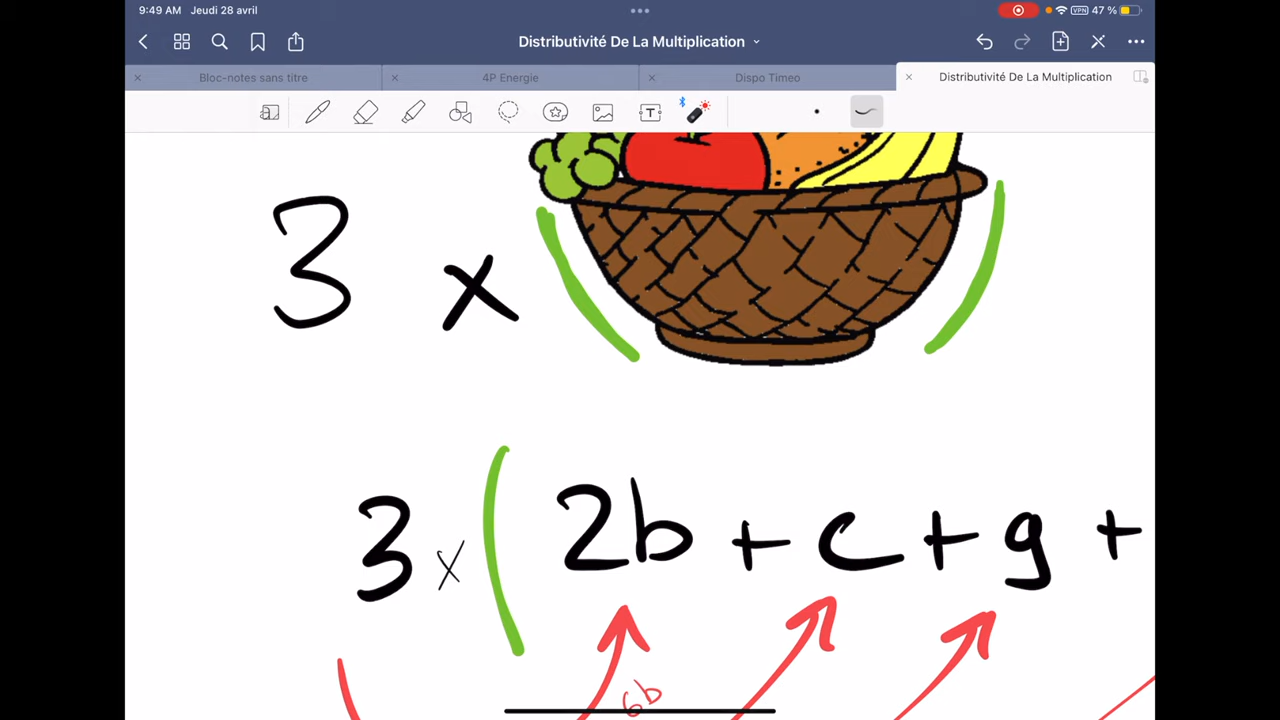 9:49 AM Jeudi 28 avril
VPN 47 %
Distributivité De La Multiplication
Bloc-notes sans titre
4P Energie
Dispo Timeo
Distributivité De La Multiplication
T
3 x
3 x ( 2b + c + g +
6b